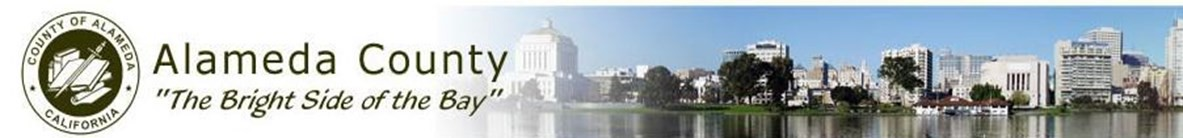 COUNTY OF ALAMEDA
CALIFORNIA
Alameda County
"The Bright Side of the Bay"